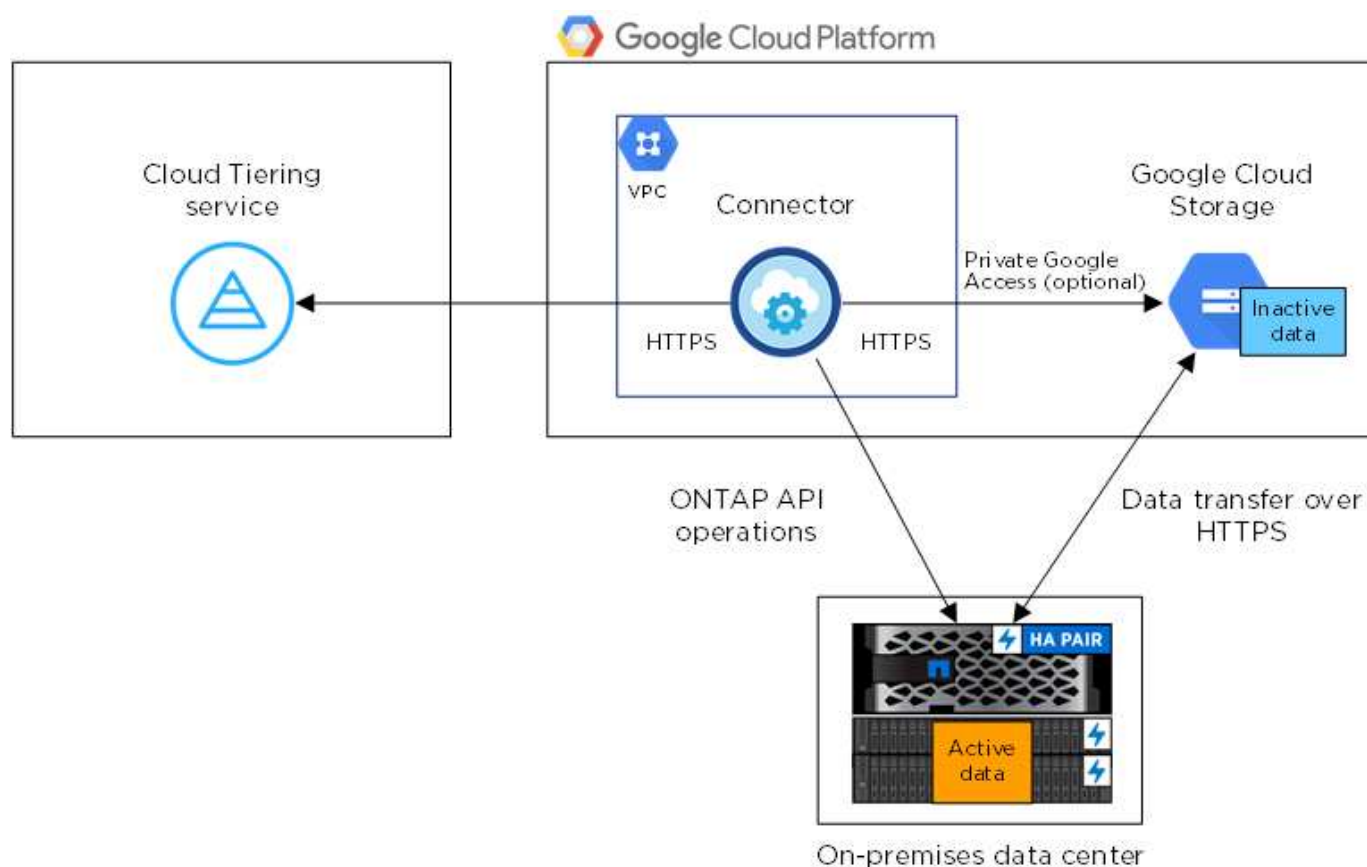 Google Cloud Platform
Cloud Tiering
service
VPC
Connector
Google Cloud
Storage
Private Google
Access (optional)
HTTPS
HTTPS
Inactive
data
ONTAP API
operations
Data transfer over
HTTPS
HA PAIR
Active
data
On-premises data center